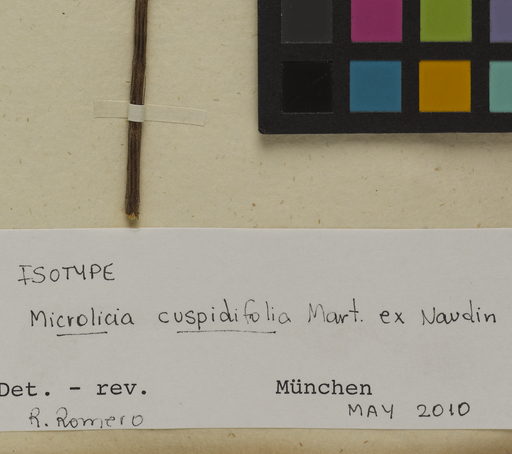 ISOTYPE
Microlicia cuspidifolia Mart. ex Naudin
Det. - rev. München
R. Romero MAY 2010